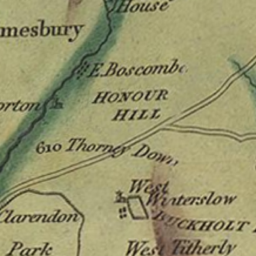 House
mesbury
E. Boscombe
orton
HONOUR
HILL
610 Thorney Down
West
Winterslow
BUCKHOLT
Clarendon
Park
West Titherly